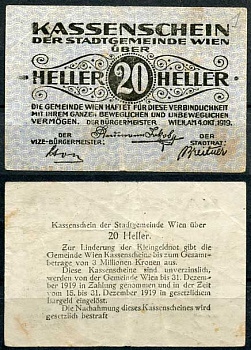 KASSENSCHEIN
DER STADTGEMEINDE WIEN
ÜBER
HELLER 20 HELLER
DIE GEMEINDE WIEN HAFTET FÜR DIESE VERBINDLICHKEIT
MIT IHREM GANZEN BEWEGLICHEN UND UNBEWEGLICHEN
VERMÖGEN. DER BÜRGERMEISTER WIEN, AM 4. OKT. 1919.
DER DER
VIZE-BÜRGERMEISTER: STADTRAT:
Breitner
Kassenschein der Stadtgemeinde Wien über
20 Heller.
Zur Linderung der Kleingeldnot gibt die
Gemeinde Wien Kassenscheine bis zum Gesamt-
betrage von 3 Millionen Kronen aus.
Diese Kassenscheine sind unverzinslich,
werden von der Gemeinde Wien bis 31. Dezem-
ber 1919 in Zahlung genommen und in der Zeit
vom 15. bis 31. Dezember 1919 in gesetzlichem
Bargeld eingelöst.
Die Nachahmung dieses Kassenscheines wird
gesetzlich bestraft